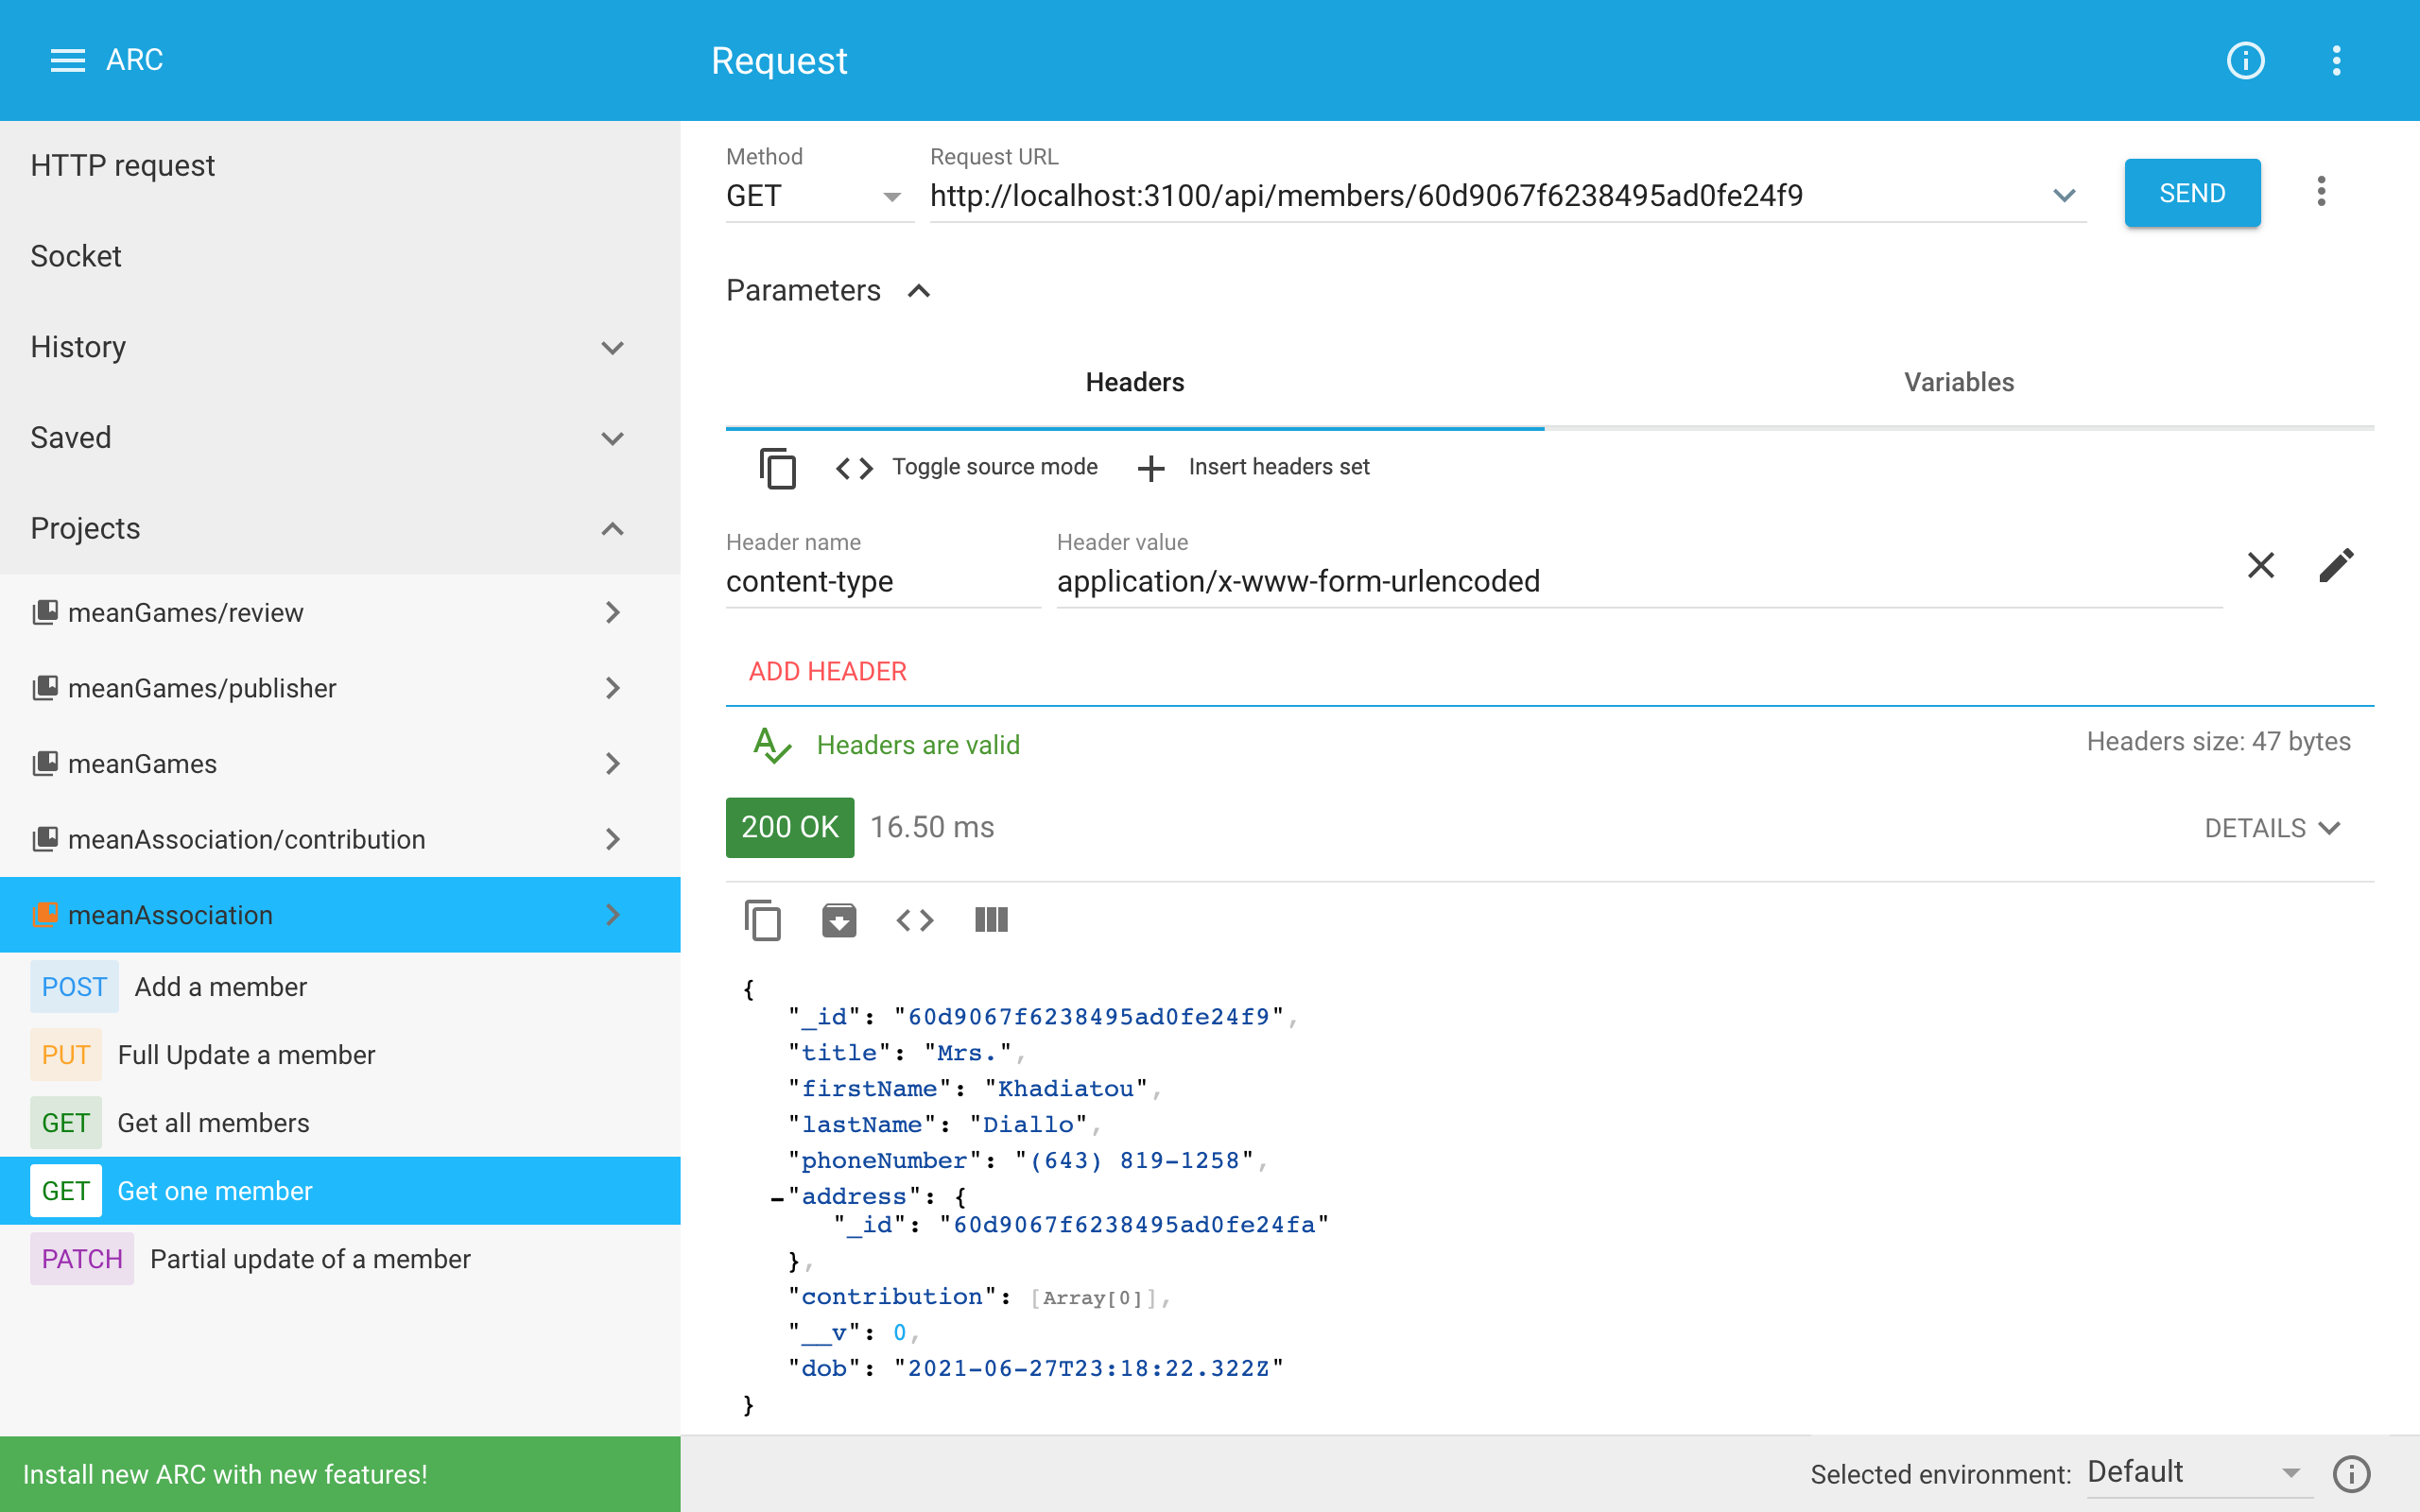 ARC
Request
HTTP request
Socket
History
Saved
Projects
meanGames/review
meanGames/publisher
meanGames
meanAssociation/contribution
meanAssociation
POST Add a member
PUT Full Update a member
GET Get all members
GET Get one member
PATCH Partial update of a member
Install new ARC with new features!
Method
GET
Request URL
http://localhost:3100/api/members/60d9067f6238495ad0fe24f9
SEND
Parameters
Headers
Variables
Toggle source mode
Insert headers set
Header name
content-type
Header value
application/x-www-form-urlencoded
ADD HEADER
Headers are valid
Headers size: 47 bytes
200 OK 16.50 ms
DETAILS
{
"_id": "60d9067f6238495ad0fe24f9",
"title": "Mrs.",
"firstName": "Khadiatou",
"lastName": "Diallo",
"phoneNumber": "(643) 819-1258",
-"address": {
"_id": "60d9067f6238495ad0fe24fa"
},
"contribution": [Array[0]],
"__v": 0,
"dob": "2021-06-27T23:18:22.322Z"
}
Selected environment: Default